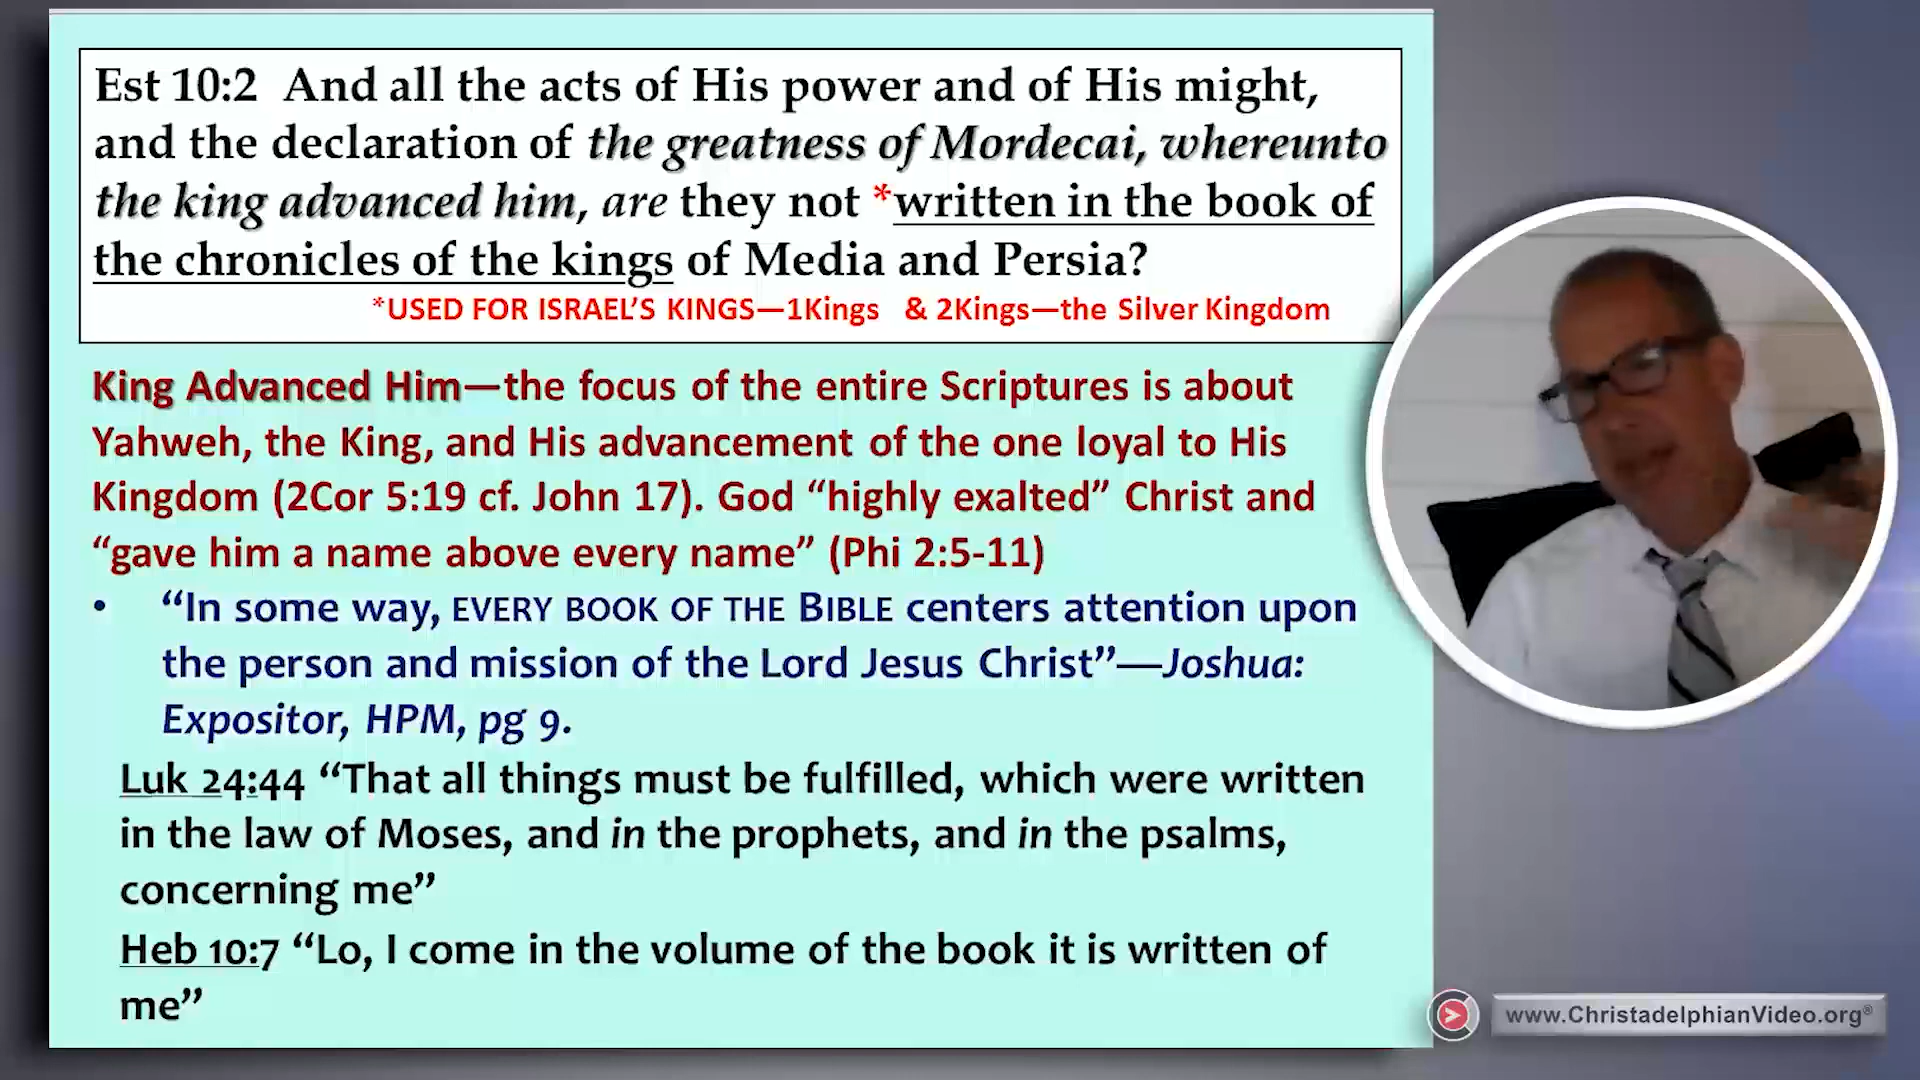 Est 10:2 And all the acts of His power and of His might,
and the declaration of the greatness of Mordecai, whereunto
the king advanced him, are they not *written in the book of
the chronicles of the kings of Media and Persia?
*USED FOR ISRAEL’S KINGS—1Kings & 2Kings—the Silver Kingdom
King Advanced Him—the focus of the entire Scriptures is about
Yahweh, the King, and His advancement of the one loyal to His
Kingdom (2Cor 5:19 cf. John 17). God “highly exalted” Christ and
“gave him a name above every name” (Phi 2:5-11)
• “In some way, EVERY BOOK OF THE BIBLE centers attention upon
the person and mission of the Lord Jesus Christ”—Joshua:
Expositor, HPM, pg 9.
Luk 24:44 “That all things must be fulfilled, which were written
in the law of Moses, and in the prophets, and in the psalms,
concerning me”
Heb 10:7 “Lo, I come in the volume of the book it is written of
me”
www.ChristadelphianVideo.org®